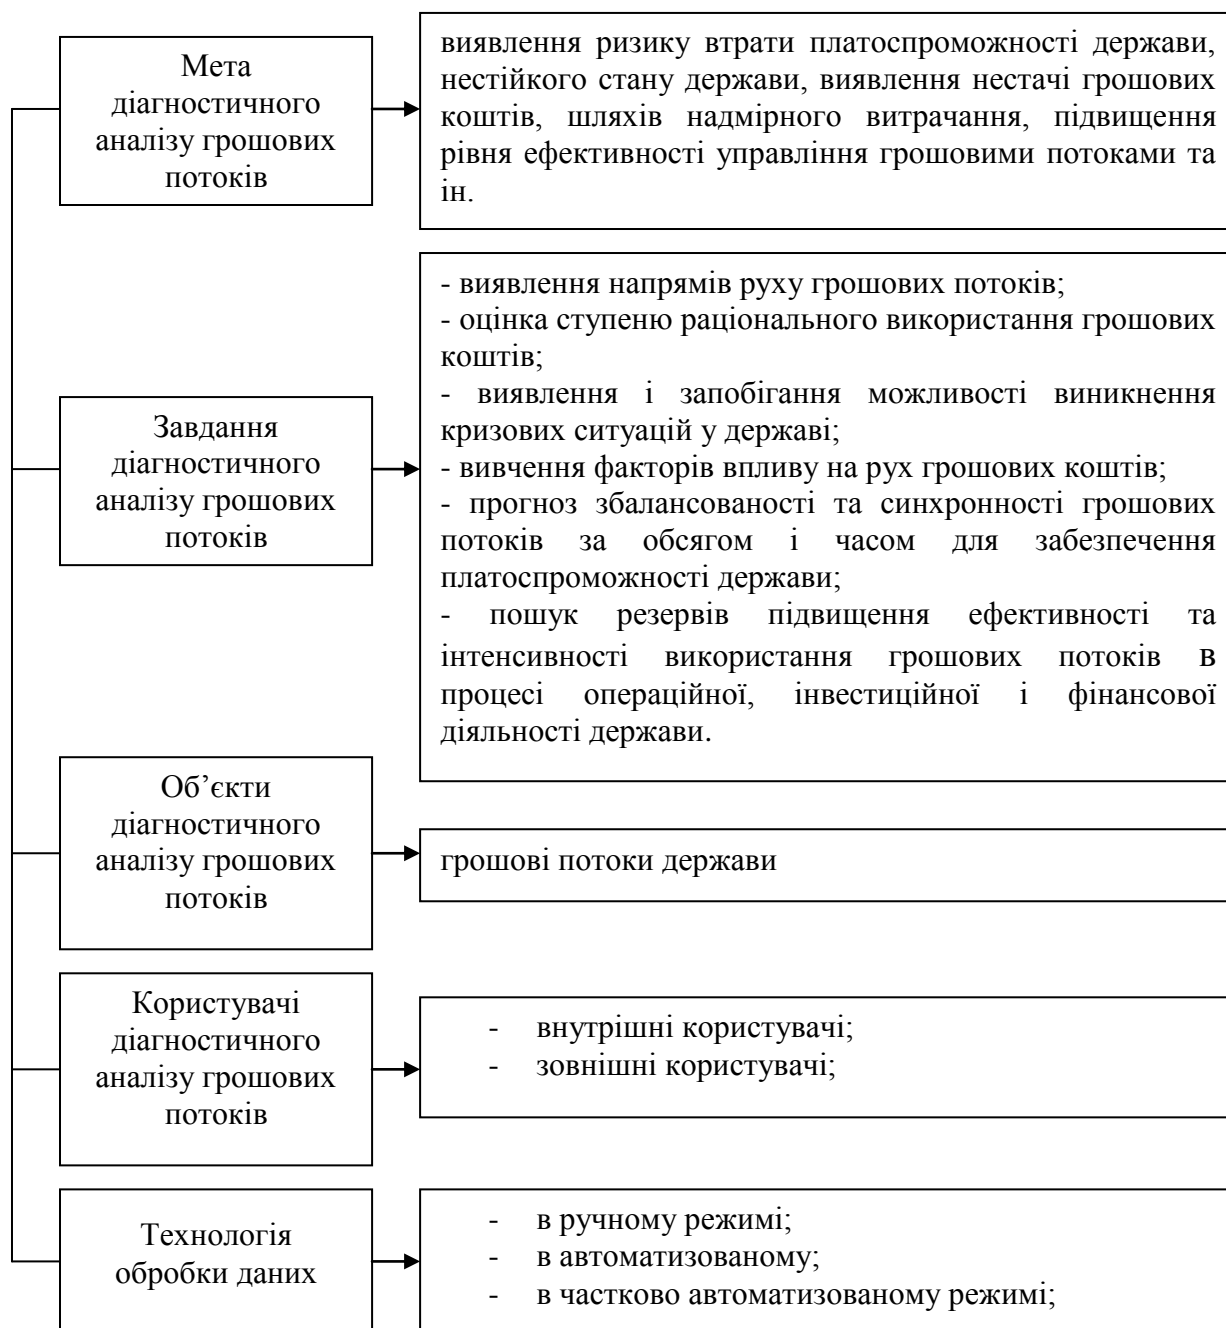 Мета
діагностичного
аналізу грошових
потоків
виявлення ризику втрати платоспроможності держави,
нестійкого стану держави, виявлення нестачі грошових
коштів, шляхів надмірного витрачання, підвищення
рівня ефективності управління грошовими потоками та
ін.
Завдання
діагностичного
аналізу грошових
потоків
- виявлення напрямів руху грошових потоків;
- оцінка ступеню раціонального використання грошових
коштів;
- виявлення і запобігання можливості виникнення
кризових ситуацій у державі;
- вивчення факторів впливу на рух грошових коштів;
- прогноз збалансованості та синхронності грошових
потоків за обсягом і часом для забезпечення
платоспроможності держави;
- пошук резервів підвищення ефективності та
інтенсивності використання грошових потоків в
процесі операційної, інвестиційної і фінансової
діяльності держави.
Об’єкти
діагностичного
аналізу грошових
потоків
грошові потоки держави
Користувачі
діагностичного
аналізу грошових
потоків
- внутрішні користувачі;
- зовнішні користувачі;
Технологія
обробки даних
- в ручному режимі;
- в автоматизованому;
- в частково автоматизованому режимі;